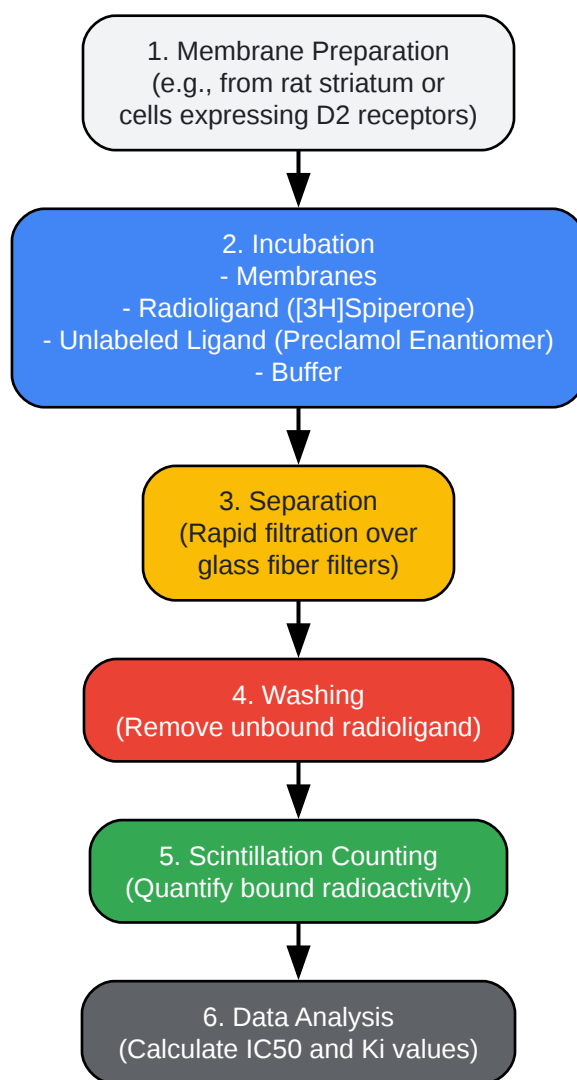 1. Membrane Preparation
(e.g., from rat striatum or
cells expressing D2 receptors)
2. Incubation
- Membranes
- Radioligand ([3H]Spiperone)
- Unlabeled Ligand (Preclamol Enantiomer)
- Buffer
3. Separation
(Rapid filtration over
glass fiber filters)
4. Washing
(Remove unbound radioligand)
5. Scintillation Counting
(Quantify bound radioactivity)
6. Data Analysis
(Calculate IC50 and Ki values)